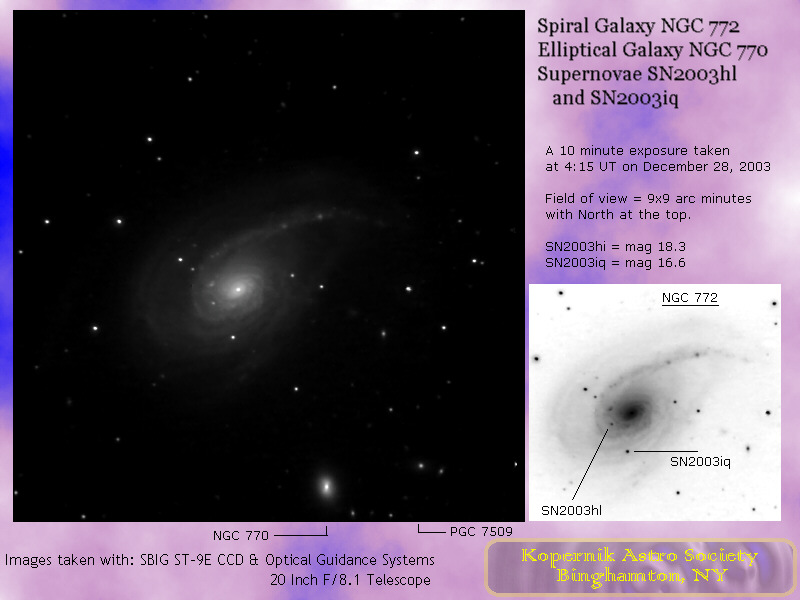 Spiral Galaxy NGC 772
Elliptical Galaxy NGC 770
Supernovae SN2003hl
and SN2003iq
A 10 minute exposure taken
at 4:15 UT on December 28, 2003
Field of view = 9x9 arc minutes
with North at the top.
SN2003hi = mag 18.3
SN2003iq = mag 16.6
NGC 772
SN2003iq
SN2003hl
NGC 770
PGC 7509
Images taken with: SBIG ST-9E CCD & Optical Guidance Systems
20 Inch F/8.1 Telescope
Kopernik Astro Society
Binghamton, NY